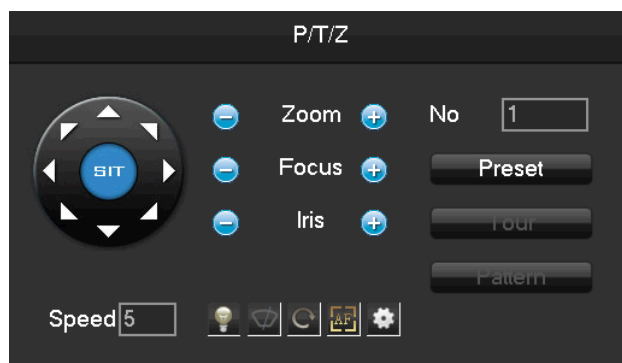 P/T/Z
Zoom
No 1
SIT
Focus
Preset
Iris
Tour
Pattern
Speed 5
AF